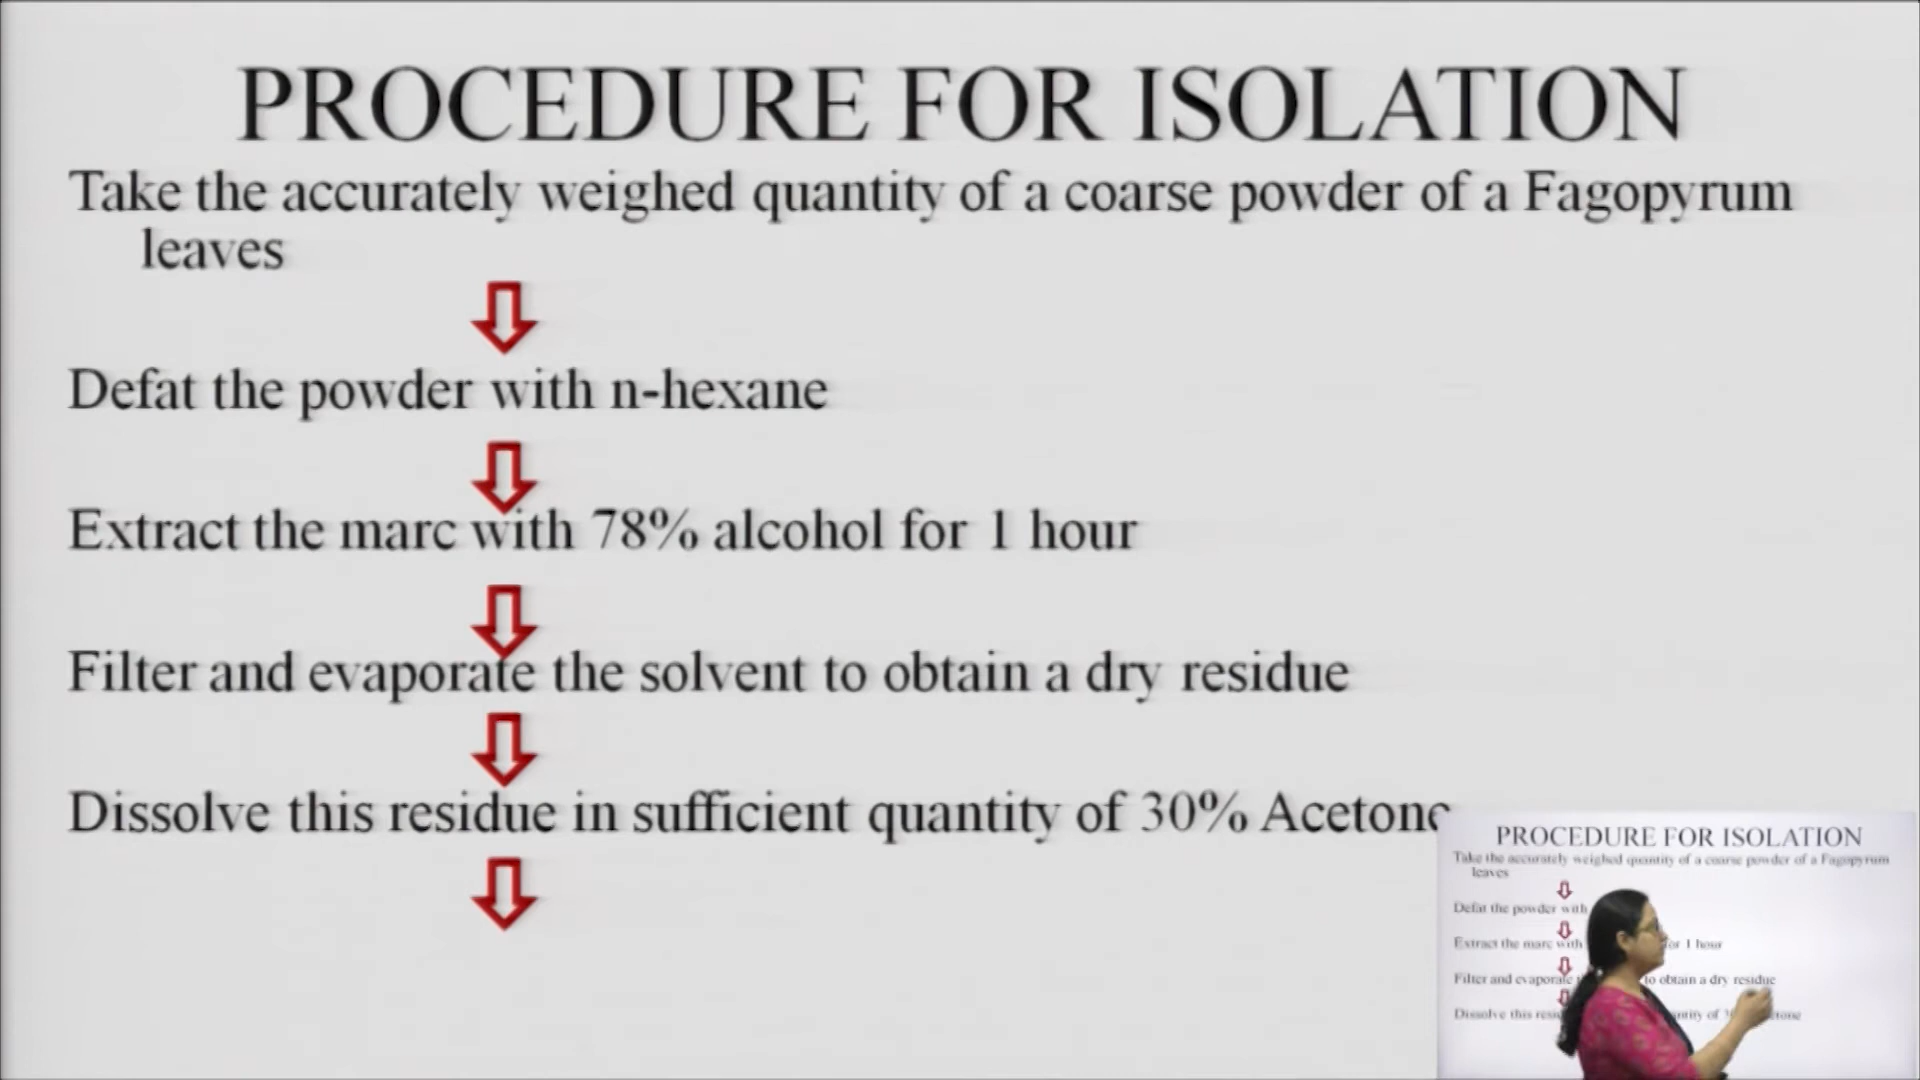 PROCEDURE FOR ISOLATION
Take the accurately weighed quantity of a coarse powder of a Fagopyrum
leaves
Defat the powder with n-hexane
Extract the marc with 78% alcohol for 1 hour
Filter and evaporate the solvent to obtain a dry residue
Dissolve this residue in sufficient quantity of 30% Acetone
PROCEDURE FOR ISOLATION
Take the accurately weighed quantity of a coarse powder of a Fagopyrum
leaves
Defat the powder with
Extract the marc with for 1 hour
Filter and evaporate to obtain a dry residue
Dissolve this of